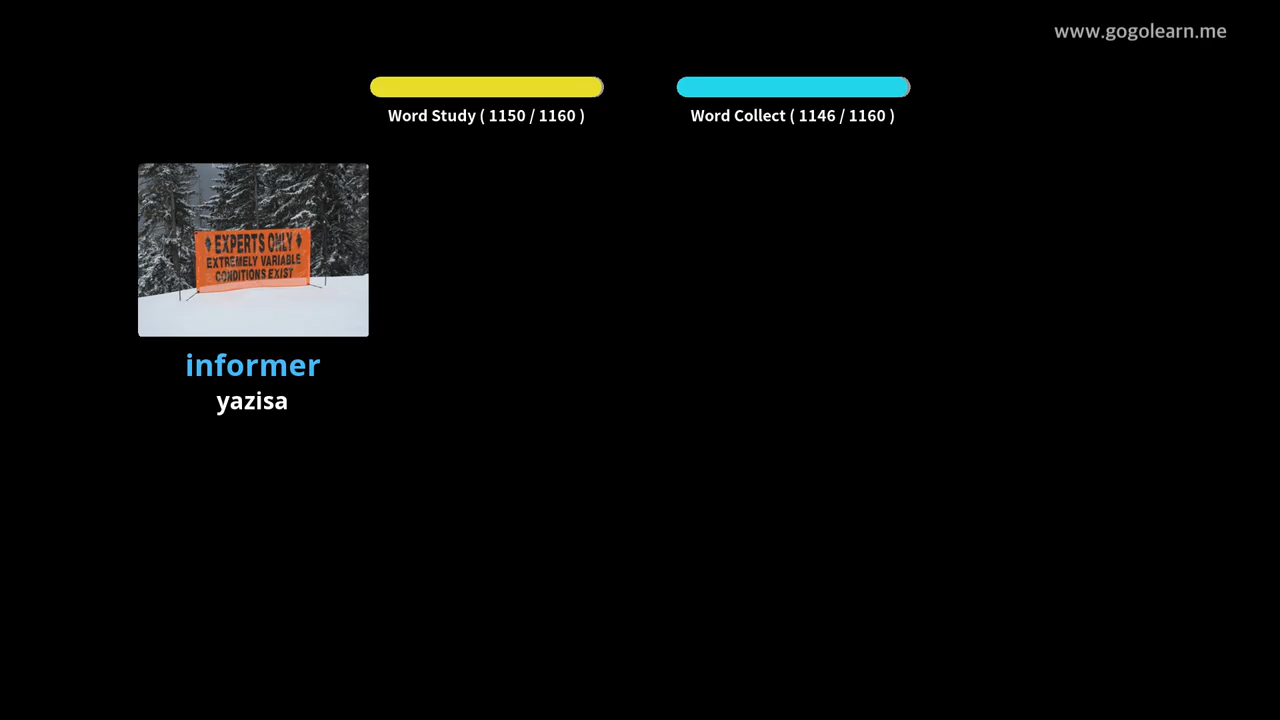 www.gogolearn.me
Word Study ( 1150 / 1160 )
Word Collect ( 1146 / 1160 )
EXPERTS ONLY
EXTREMELY VARIABLE
CONDITIONS EXIST
informer
yazisa